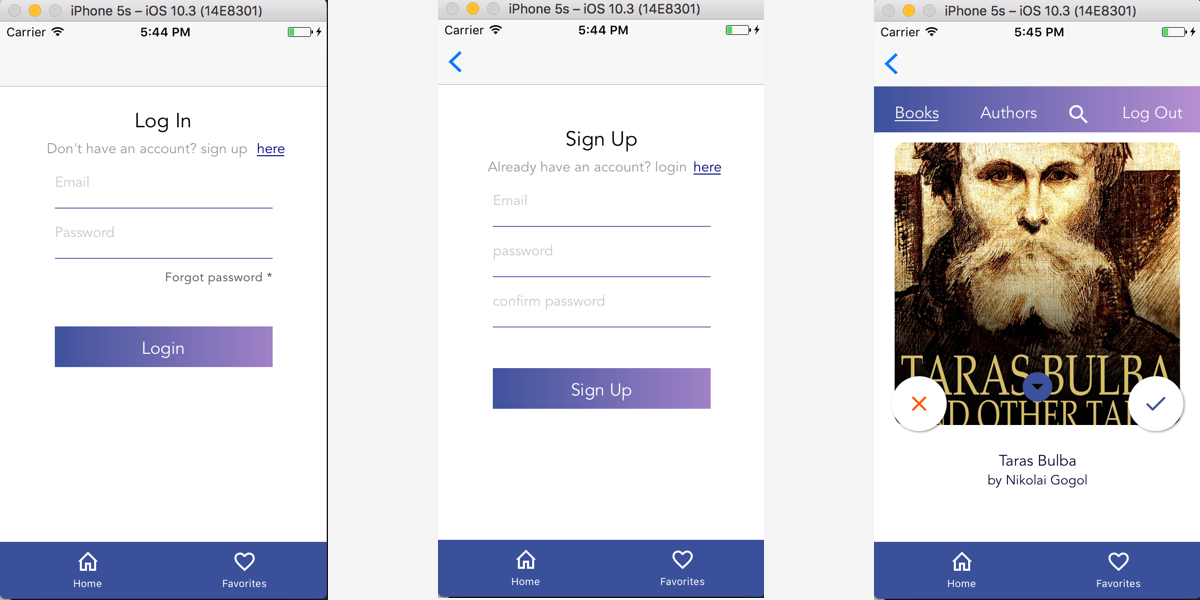 iPhone 5s – iOS 10.3 (14E8301)
Carrier 5:44 PM
Log In
Don't have an account? sign up here
Email
Password
Forgot password *
Login
Home Favorites
iPhone 5s – iOS 10.3 (14E8301)
Carrier 5:44 PM
Sign Up
Already have an account? login here
Email
password
confirm password
Sign Up
Home Favorites
iPhone 5s – iOS 10.3 (14E8301)
Carrier 5:45 PM
Books Authors Log Out
TARAS BULBA
D OTHER TA
Taras Bulba
by Nikolai Gogol
Home Favorites